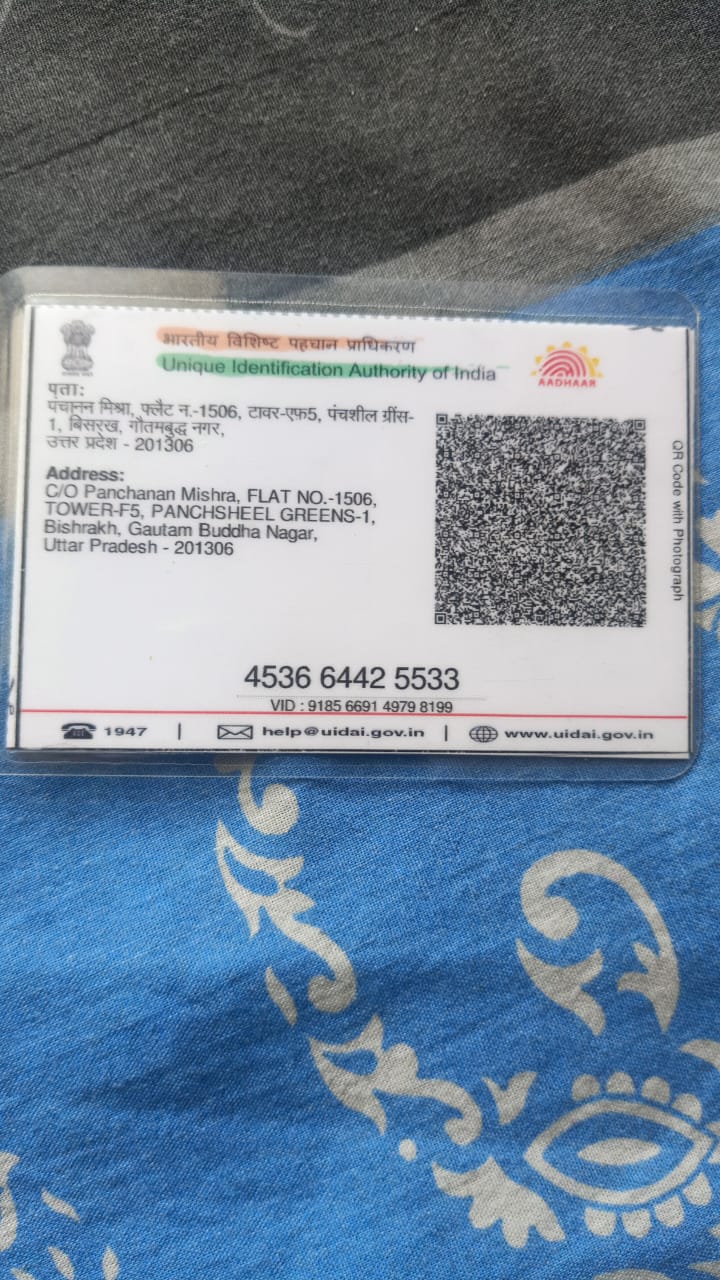 भारतीय विशिष्ट पहचान प्राधिकरण
Unique Identification Authority of India
AADHAAR
पता:
पंचानन मिश्रा, फ्लैट न.-1506, टावर-एफ5, पंचशील ग्रींस-
1, बिसरख, गौतमबुद्ध नगर,
उत्तर प्रदेश - 201306
Address:
C/O Panchanan Mishra, FLAT NO.-1506,
TOWER-F5, PANCHSHEEL GREENS-1,
Bishrakh, Gautam Buddha Nagar,
Uttar Pradesh - 201306
QR Code with Photograph
4536 6442 5533
VID : 9185 6691 4979 8199
1947 | help@uidai.gov.in | www.uidai.gov.in